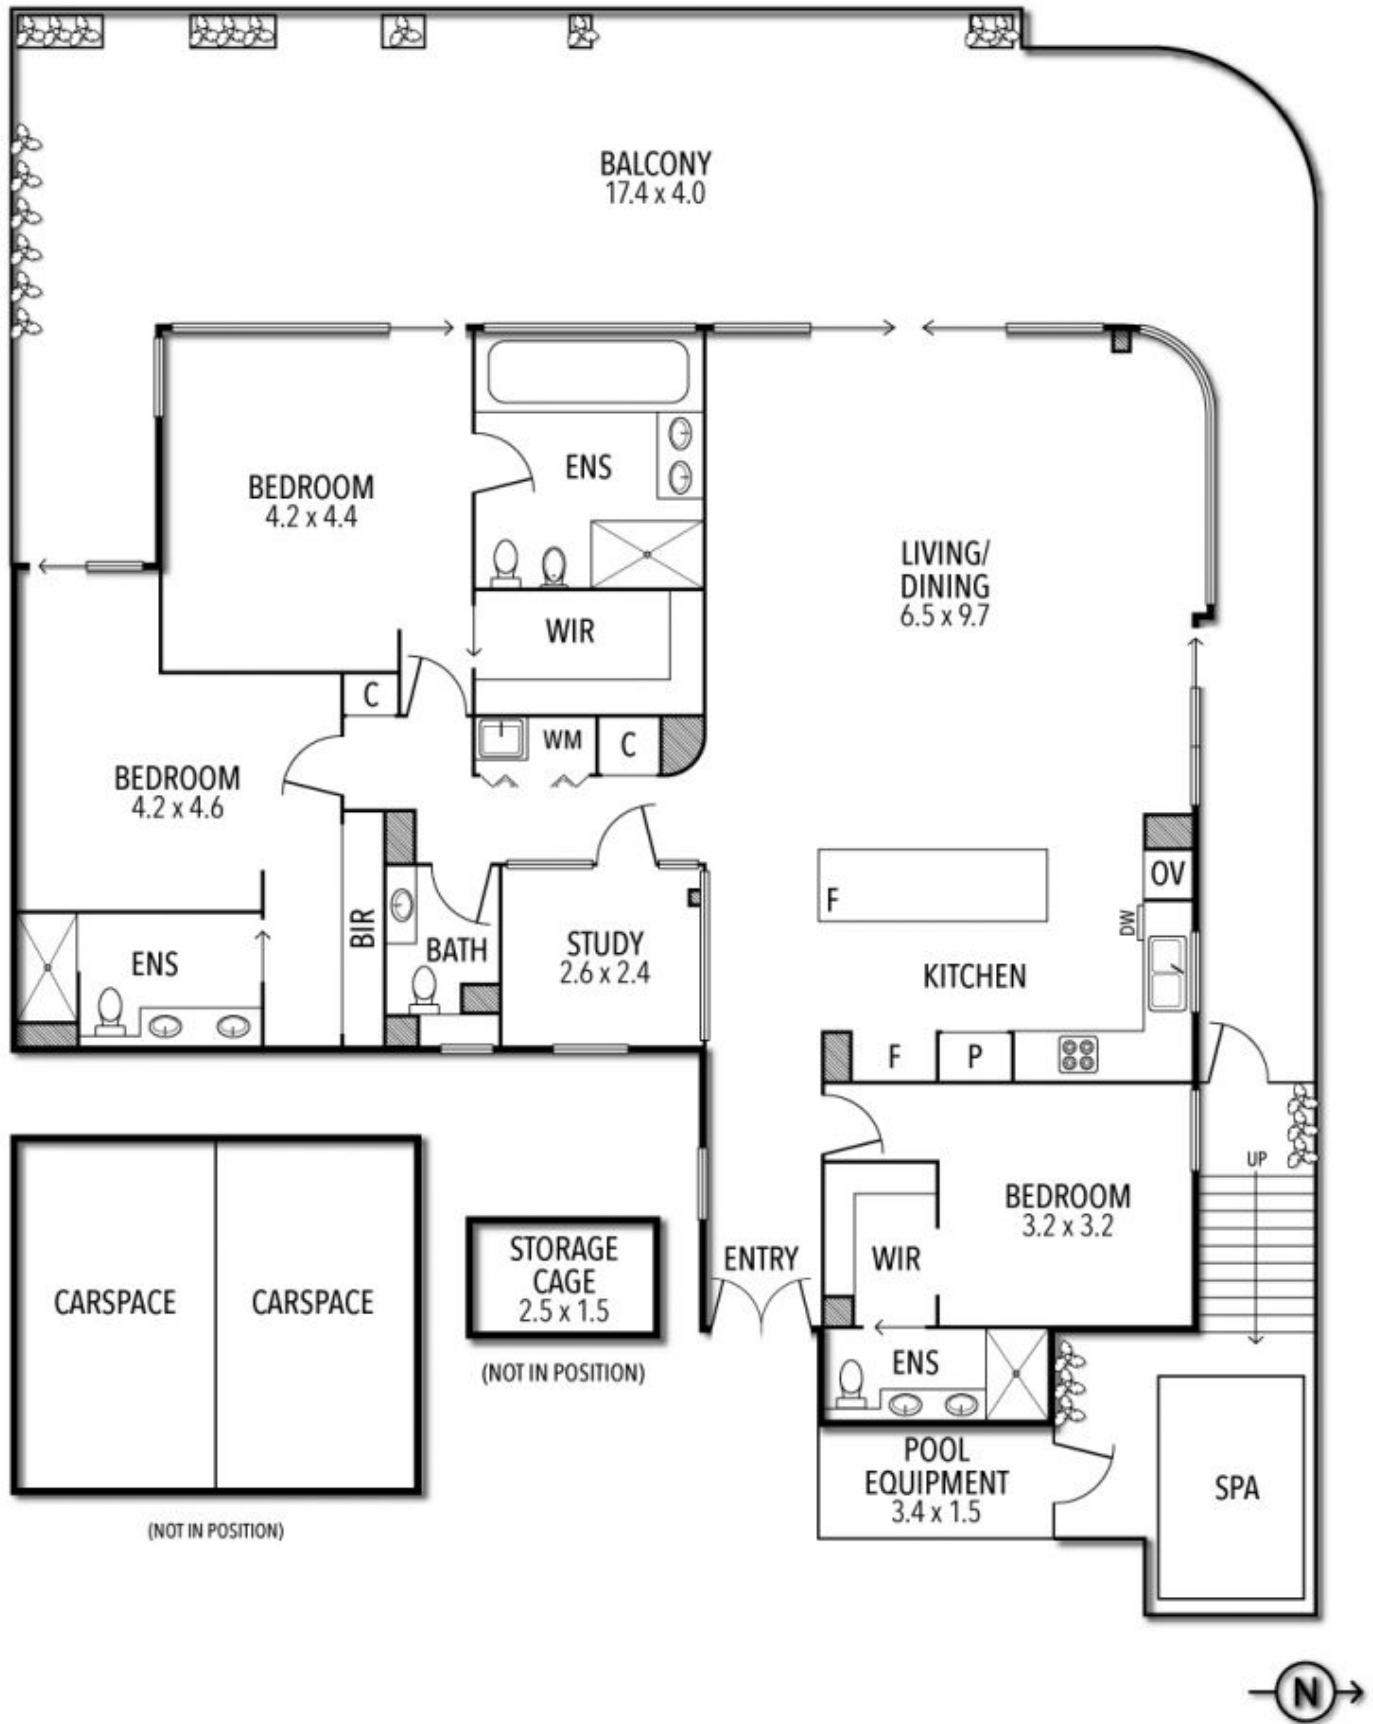 BALCONY
17.4 x 4.0
BEDROOM
4.2 x 4.4
ENS
LIVING/
DINING
6.5 x 9.7
WIR
C
WM
C
BEDROOM
4.2 x 4.6
OV
F
DW
BIR
BATH
STUDY
2.6 x 2.4
ENS
KITCHEN
F
P
UP
BEDROOM
3.2 x 3.2
WIR
ENTRY
STORAGE
CAGE
2.5 x 1.5
(NOT IN POSITION)
CARSPACE
CARSPACE
(NOT IN POSITION)
ENS
POOL
EQUIPMENT
3.4 x 1.5
SPA
N